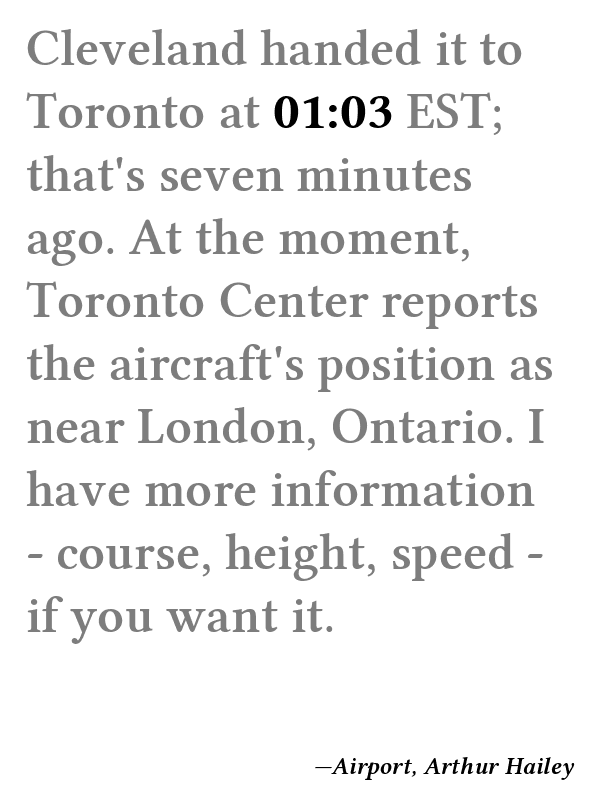 Cleveland handed it to
Toronto at 01:03 EST;
that's seven minutes
ago. At the moment,
Toronto Center reports
the aircraft's position as
near London, Ontario. I
have more information
- course, height, speed -
if you want it.
—Airport, Arthur Hailey